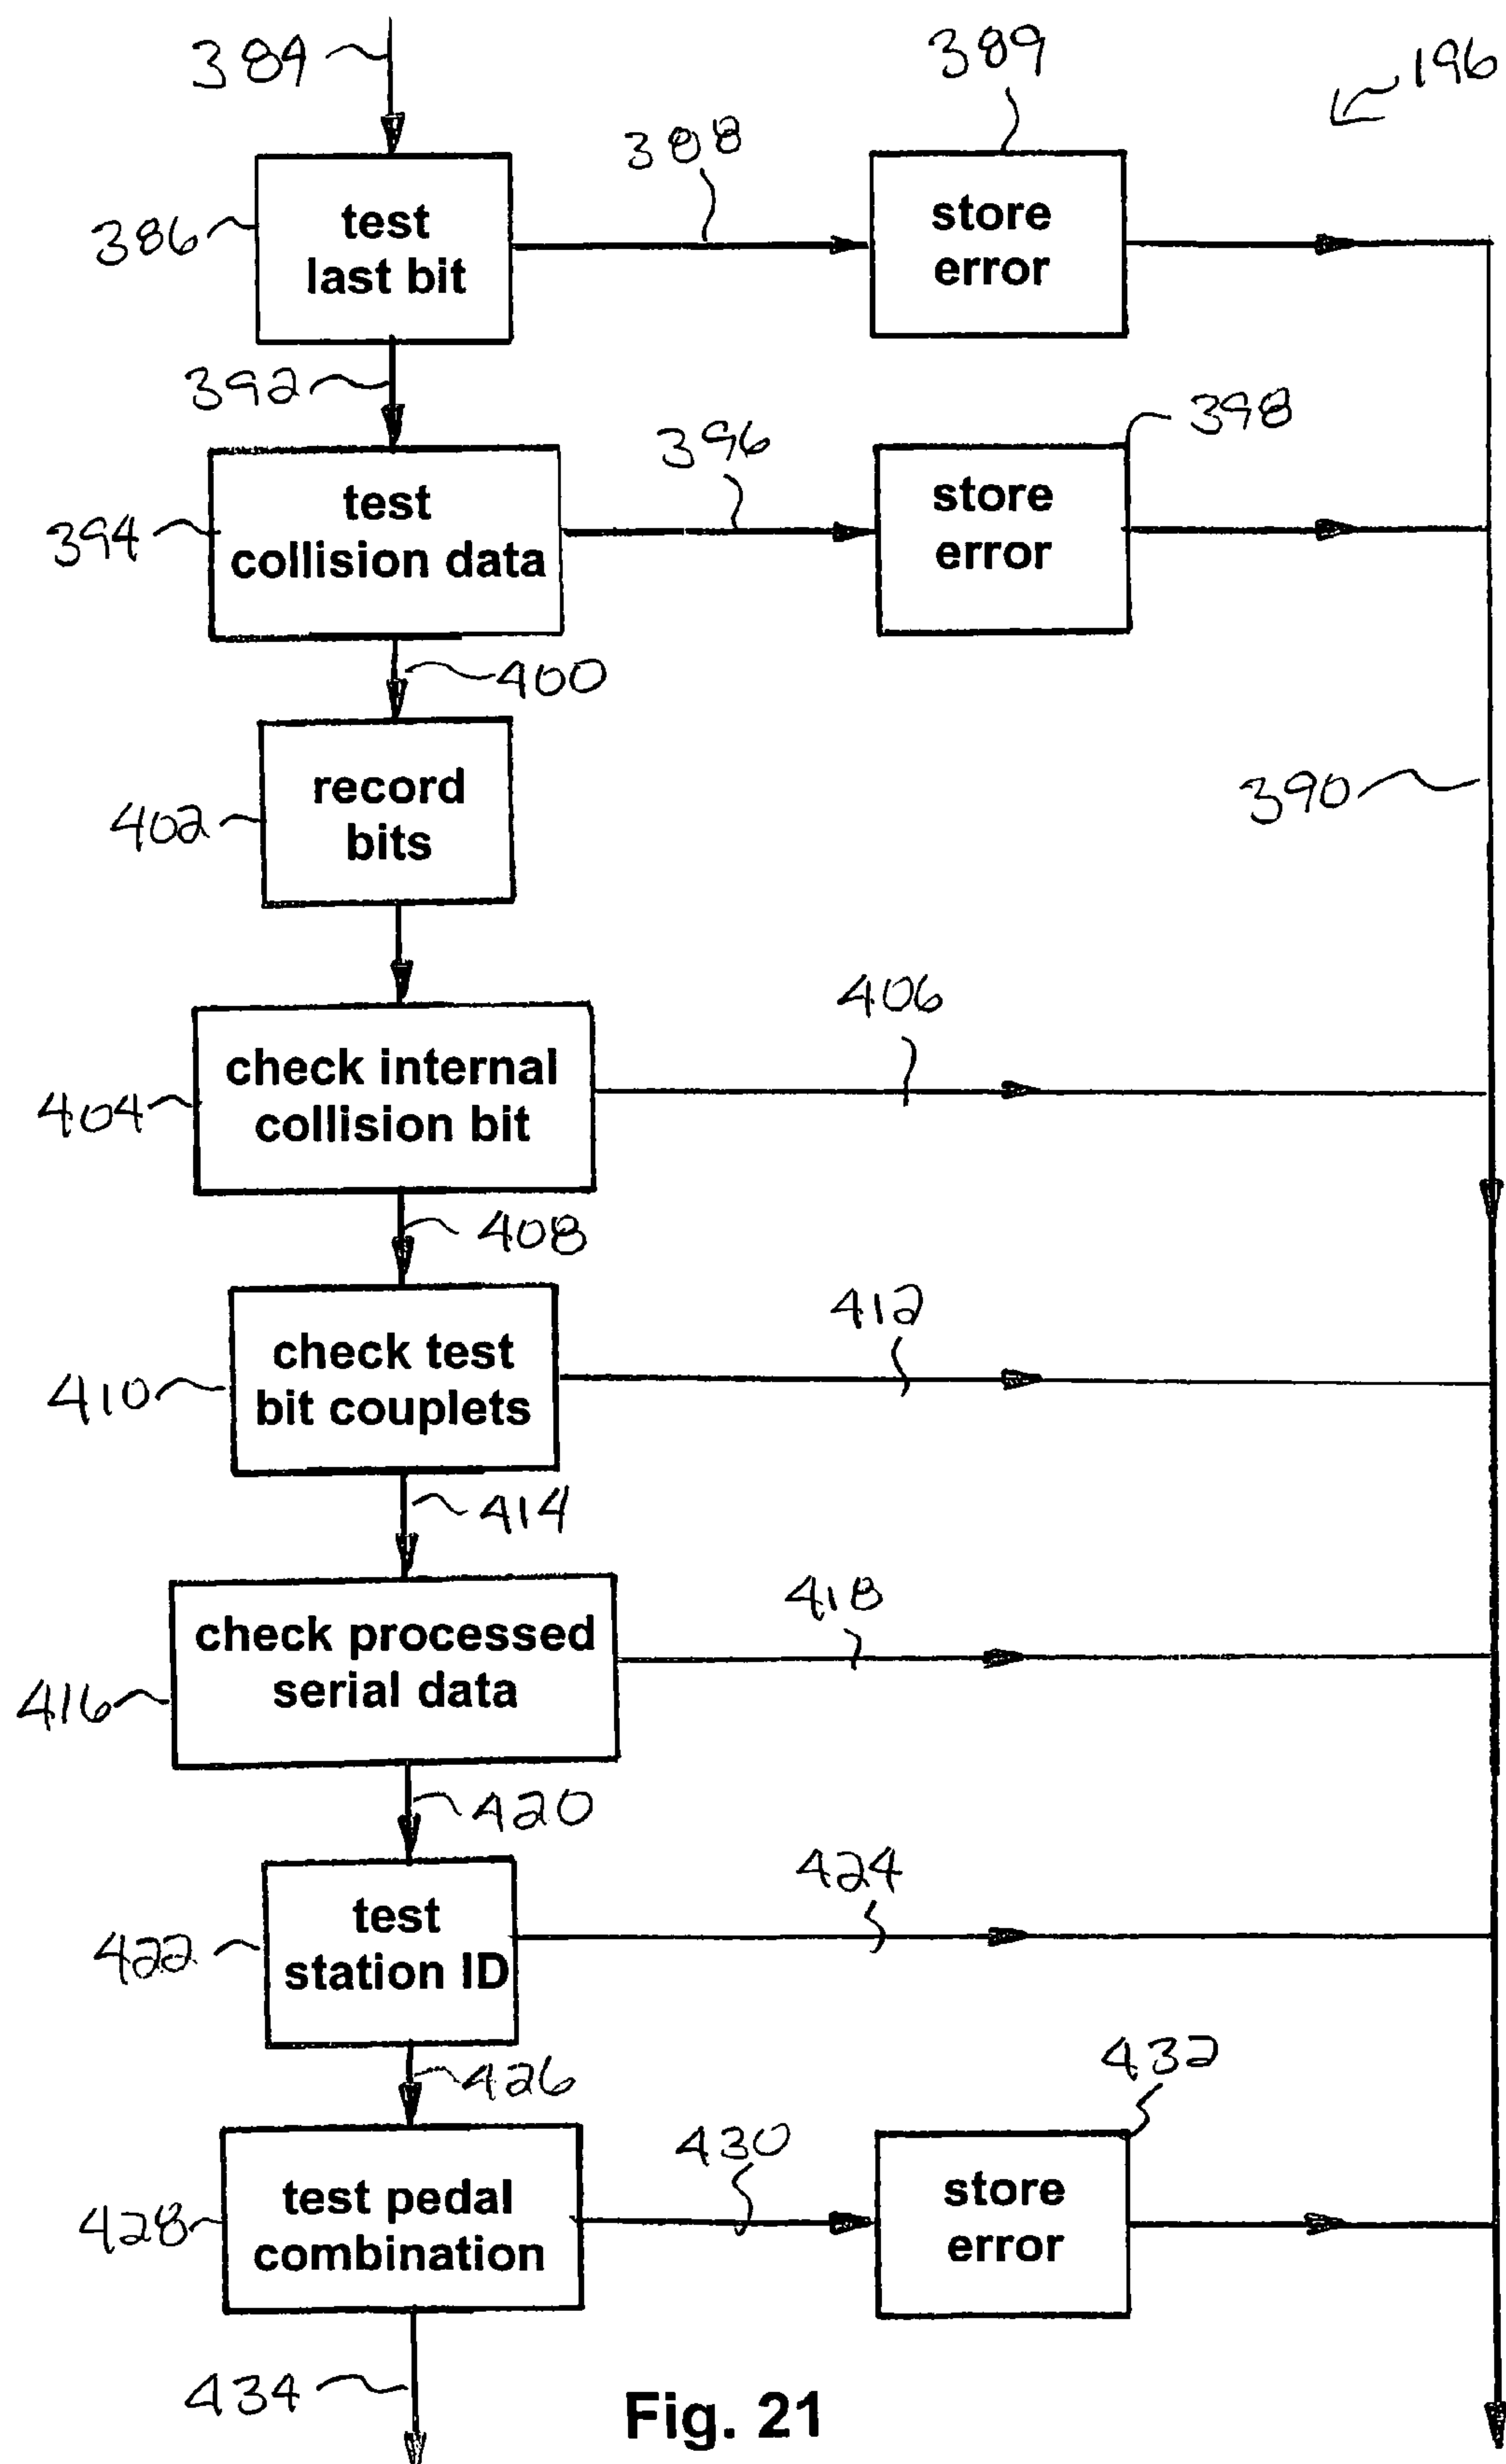 384
389
196
388
386
test
last bit
store
error
392
396
398
394
test
collision data
store
error
400
402
record
bits
390
406
404
check internal
collision bit
408
412
410
check test
bit couplets
414
418
416
check processed
serial data
420
424
422
test
station ID
426
432
430
428
test pedal
combination
store
error
434
Fig. 21